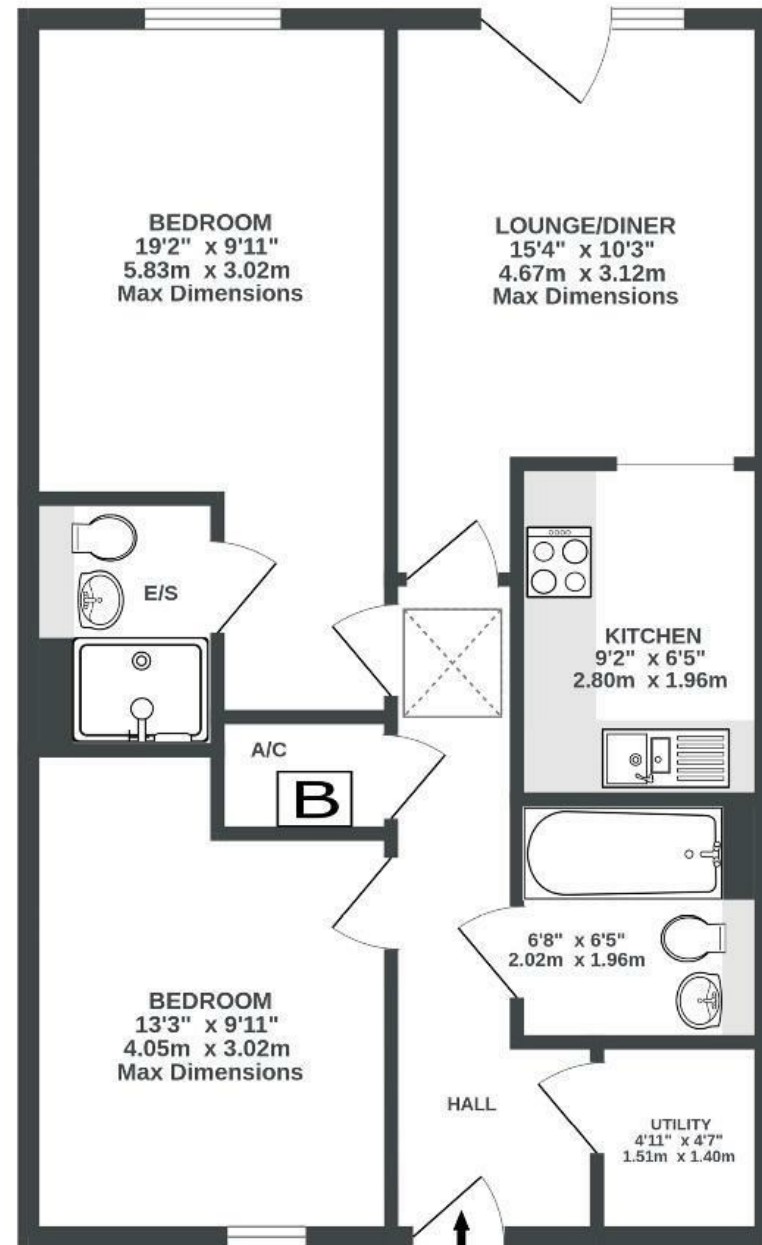 BEDROOM
19'2" x 9'11"
5.83m x 3.02m
Max Dimensions
LOUNGE/DINER
15'4" x 10'3"
4.67m x 3.12m
Max Dimensions
E/S
KITCHEN
9'2" x 6'5"
2.80m x 1.96m
A/C
B
6'8" x 6'5"
2.02m x 1.96m
BEDROOM
13'3" x 9'11"
4.05m x 3.02m
Max Dimensions
HALL
UTILITY
4'11" x 4'7"
1.51m x 1.40m